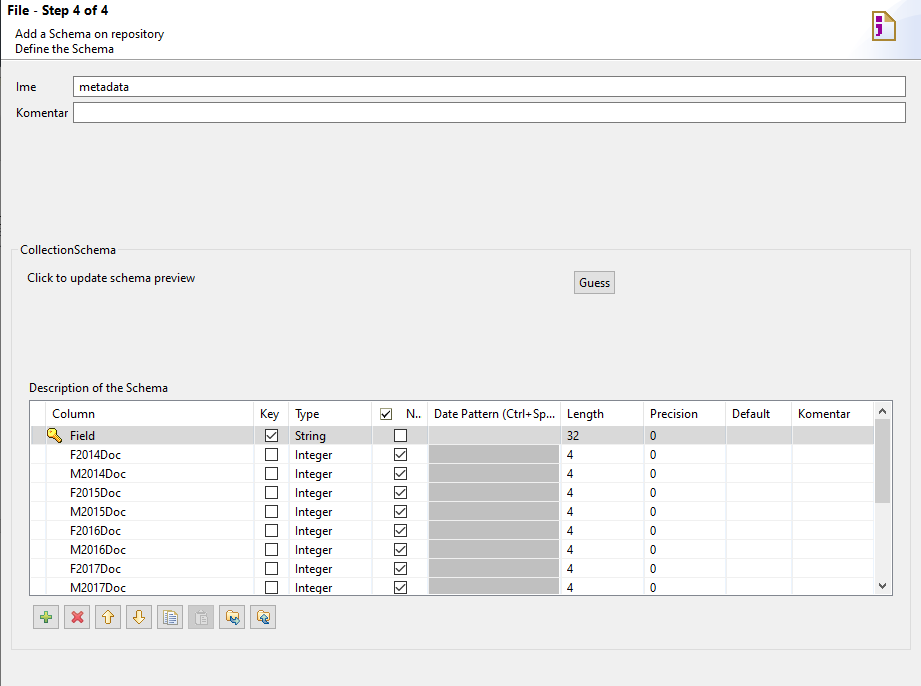 File - Step 4 of 4
Add a Schema on repository
Define the Schema
Ime metadata
Komentar
CollectionSchema
Click to update schema preview Guess
Description of the Schema
Column Key Type N.. Date Pattern (Ctrl+Sp... Length Precision Default Komentar
Field String 32 0
F2014Doc Integer 4 0
M2014Doc Integer 4 0
F2015Doc Integer 4 0
M2015Doc Integer 4 0
F2016Doc Integer 4 0
M2016Doc Integer 4 0
F2017Doc Integer 4 0
M2017Doc Integer 4 0